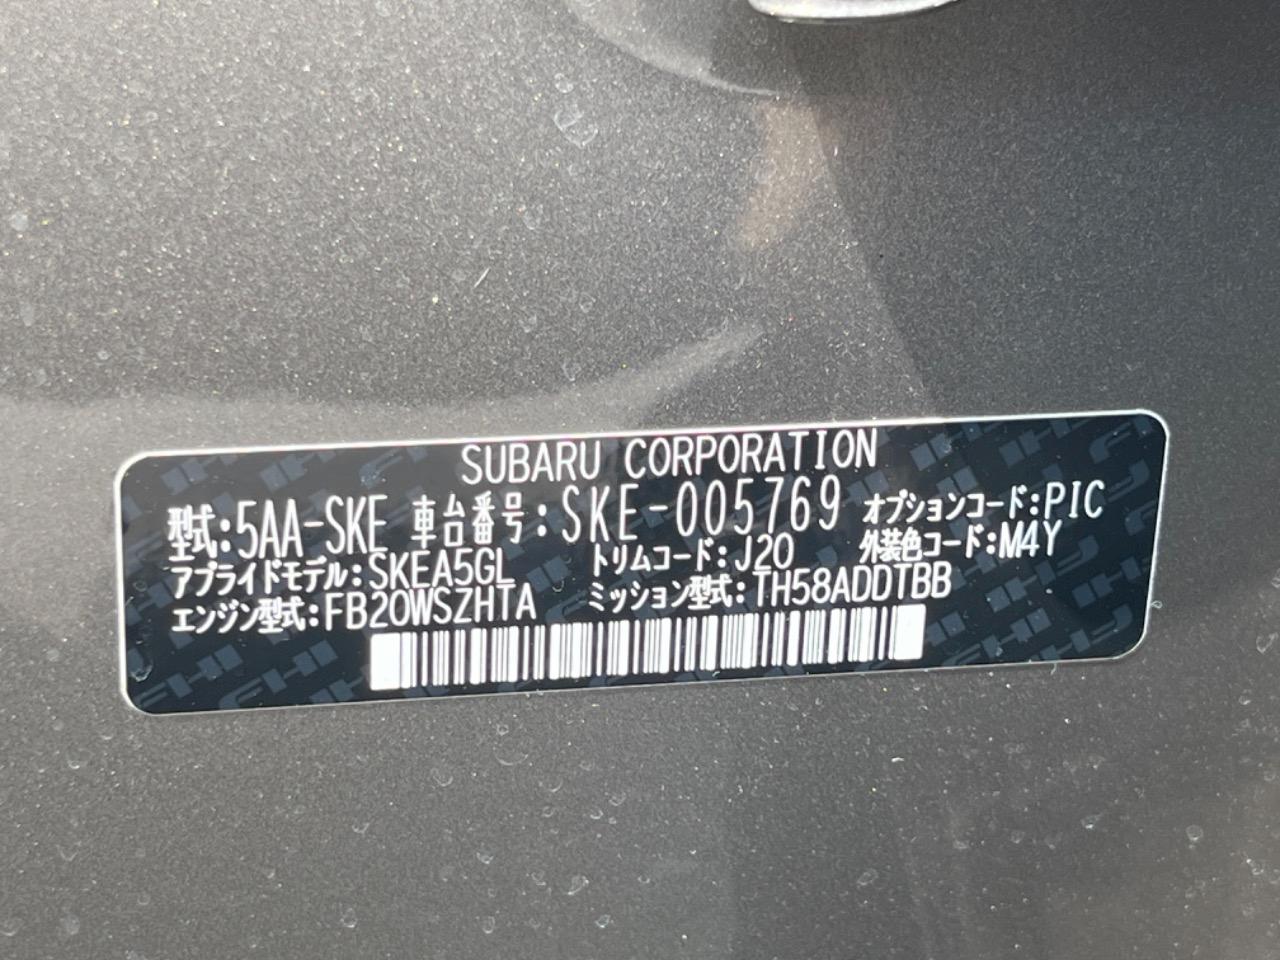 SUBARU CORPORATION
型式:5AA-SKE 車台番号:SKE-005769 オプションコード:PIC
アプライドモデル:SKEA5GL トリムコード:J20 外装色コード:M4Y
エンジン型式:FB20WSZHTA ミッション型式:TH58ADDTBB